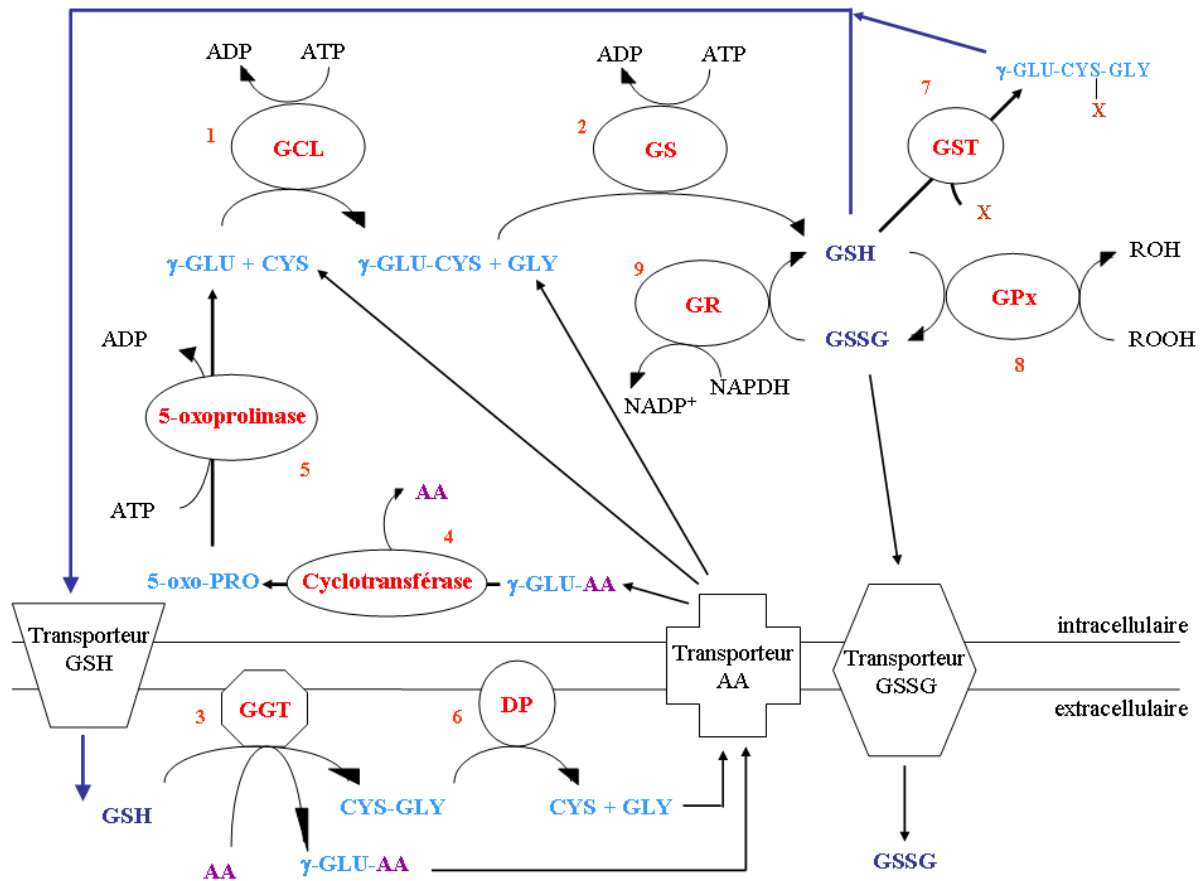 ADP ATP
ADP ATP
γ-GLU-CYS-GLY
X
7
1
GCL
2
GS
GST
X
γ-GLU + CYS
γ-GLU-CYS + GLY
GSH
ROH
9
GR
GPx
GSSG
ROOH
8
ADP
NADP+
NAPDH
5-oxoprolinase
5
ATP
AA
4
5-oxo-PRO
Cyclotransférase
γ-GLU-AA
Transporteur
GSH
Transporteur
AA
Transporteur
GSSG
intracellulaire
extracellulaire
3
GGT
6
DP
GSH
CYS-GLY
CYS + GLY
AA
γ-GLU-AA
GSSG